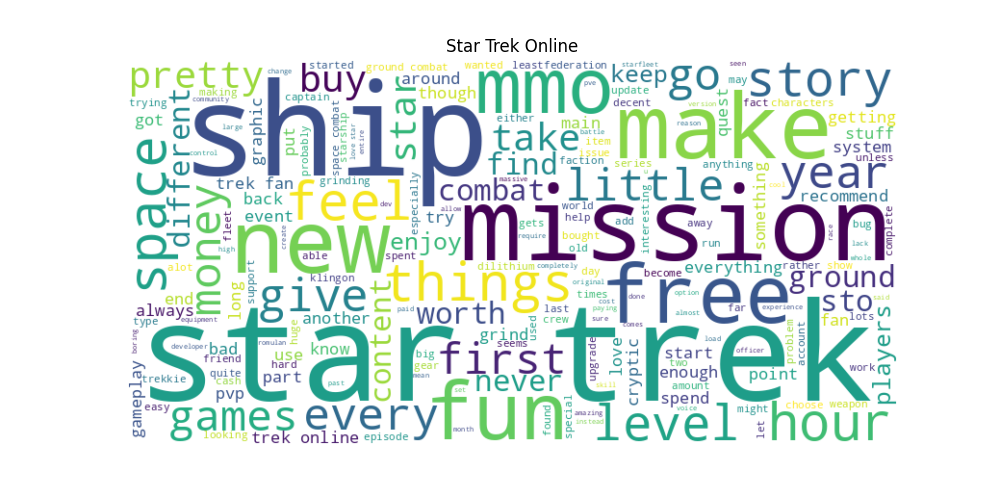 Star Trek Online
pretty
started
buy
ground combat
wanted
leastfederation
mmo
starfleet
seen
change
making
around
though
keep
go
story
pve
update
may
trying
community
captain
either
decent
fact
characters
got
large
graphic
put
ship
star
take
main
battle
item
issue
make
version
quest
reason
getting
stuff
system
unless
control
different
probably
space combat
starship
love star
entire
find
faction
series
anything
year
space
trek fan
grinding
massive
combat
little
interesting
something
recommend
cool
money
fleet
back
event
feel
dev
especially
try
mission
world
help
add
away
old
run
race
bug
lack
whole
complete
new
high
create
able
klingon
spent
enjoy
gets
require
bought
allow
alot
support
things
dilithium
completely
day
original
become
everything
rather
show
ground
end
long
give
content
paid
worth
times
cost
paying
free
done
option
almost
far
experience
said
sto
always
another
last
crew
sure
comes
fan
lots
type
equipment
developer
romulan
huge
star trek
grind
used
upgrade
love
cryptic
load
officer
problem
account
players
bad
use
know
big
seems
first
start
two
work
gameplay
boring
friend
hard
gear
enough
point
trekkie
quite
cash
part
past
mean
never
skill
amount
easy
pvp
set
fun
found
special
amazing
instead
spend
voice
might
choose weapon
games
every
level
let
hour
looking
trek online
episode
month